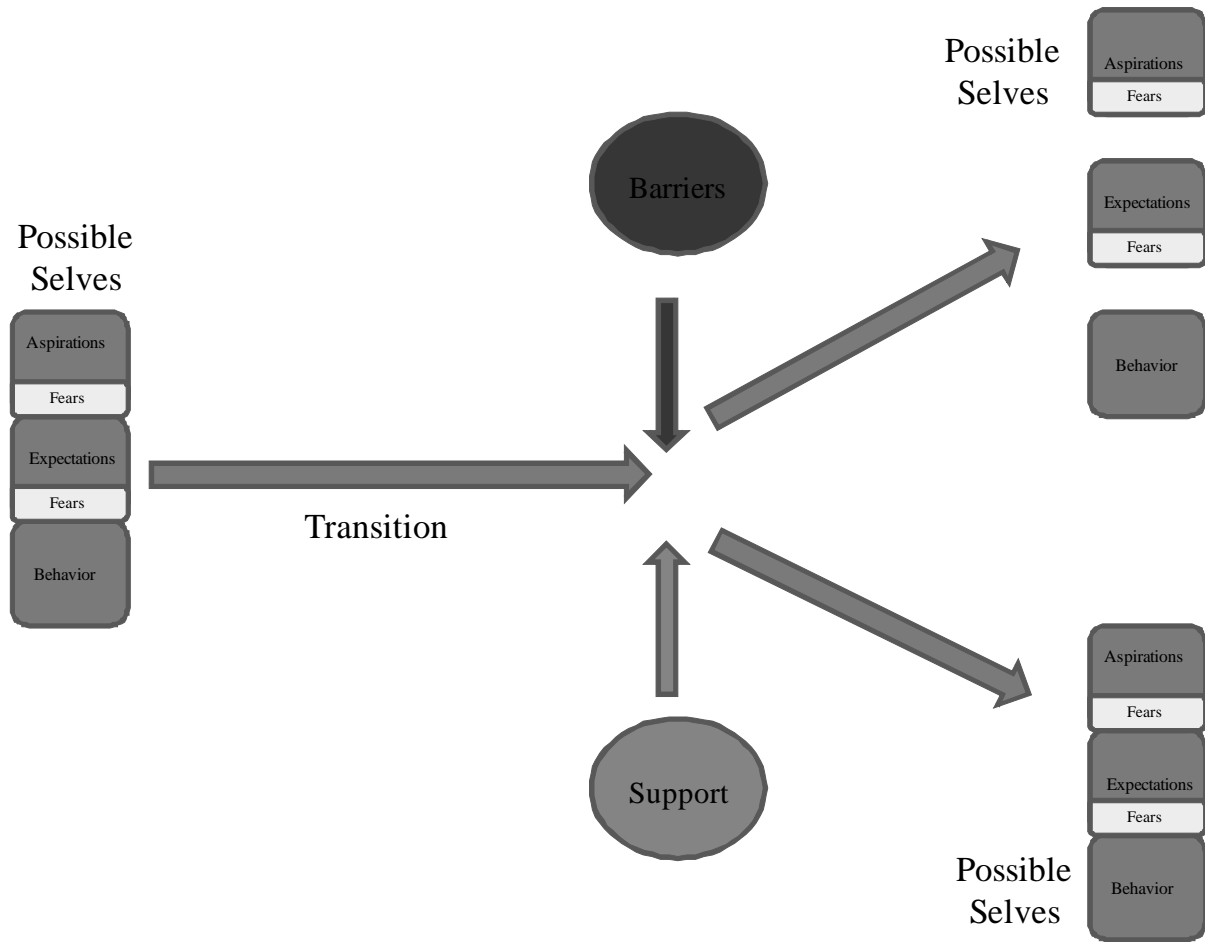 Possible
Selves
Aspirations
Fears
Expectations
Fears
Behavior
Transition
Barriers
Support
Possible
Selves
Aspirations
Fears
Expectations
Fears
Behavior
Aspirations
Fears
Expectations
Fears
Behavior
Possible
Selves